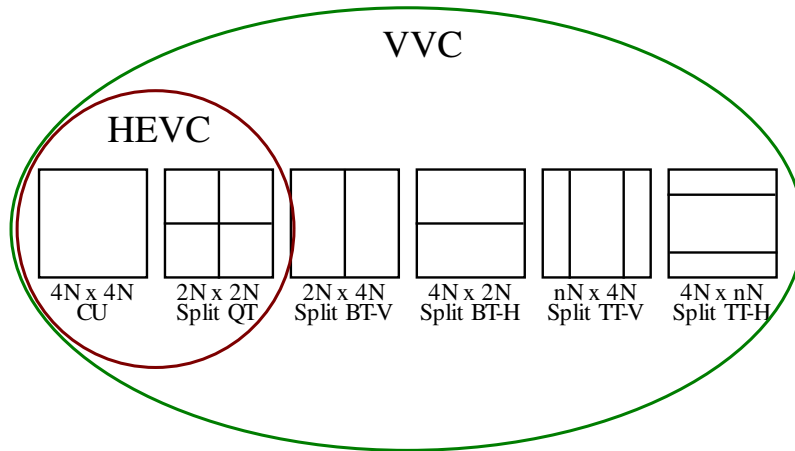 VVC
HEVC
4N x 4N
CU
2N x 2N
Split QT
2N x 4N
Split BT-V
4N x 2N
Split BT-H
nN x 4N
Split TT-V
4N x nN
Split TT-H